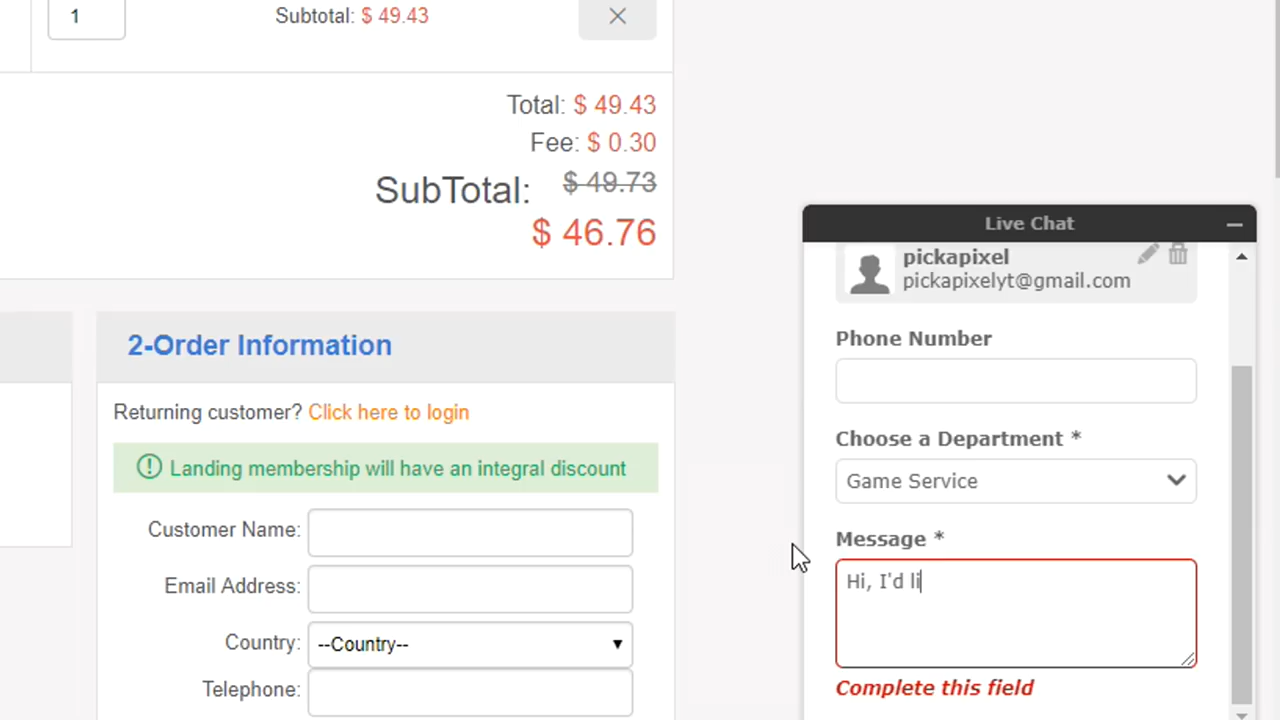 1
Subtotal: $ 49.43
Total: $ 49.43
Fee: $ 0.30
SubTotal: $ 49.73
$ 46.76
2-Order Information
Returning customer? Click here to login
Landing membership will have an integral discount
Customer Name:
Email Address:
Country: --Country--
Telephone:
Live Chat
pickapixel
pickapixelyt@gmail.com
Phone Number
Choose a Department *
Game Service
Message *
Hi, I'd li
Complete this field